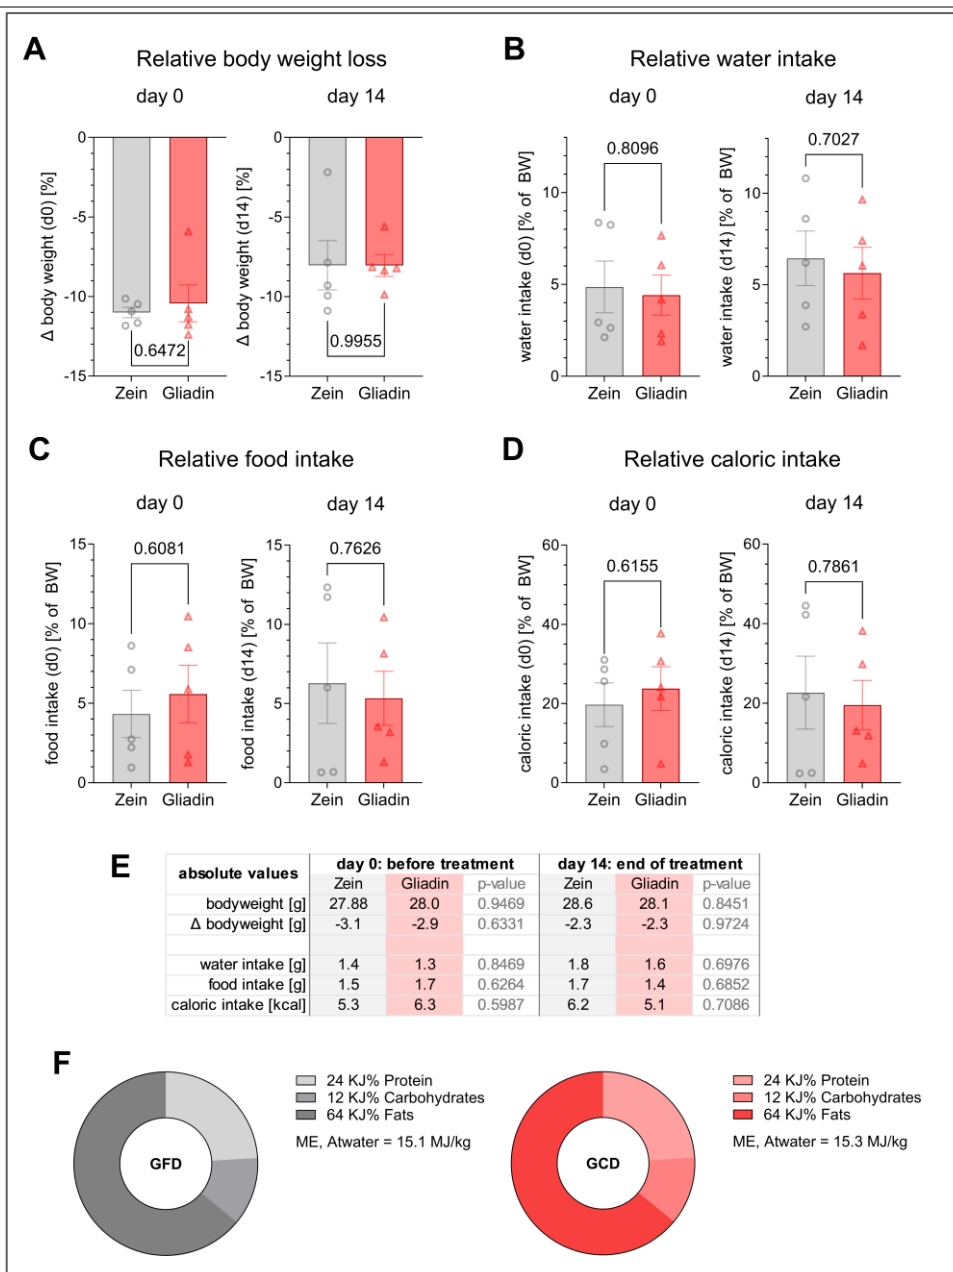 A
Relative body weight loss
day 0
day 14
Δ body weight (d0) [%]
0
-5
-10
-15
0.6472
Zein
Gliadin
Δ body weight (d14) [%]
0
-5
-10
-15
0.9955
Zein
Gliadin
B
Relative water intake
day 0
day 14
water intake (d0) [% of BW]
10
5
0
0.8096
Zein
Gliadin
water intake (d14) [% of BW]
10
5
0
0.7027
Zein
Gliadin
C
Relative food intake
day 0
day 14
food intake (d0) [% of BW]
15
10
5
0
0.6081
Zein
Gliadin
food intake (d14) [% of BW]
15
10
5
0
0.7626
Zein
Gliadin
D
Relative caloric intake
day 0
day 14
caloric intake (d0) [% of BW]
60
40
20
0
0.6155
Zein
Gliadin
caloric intake (d14) [% of BW]
60
40
20
0
0.7861
Zein
Gliadin
E
absolute values day 0: before treatment day 14: end of treatment
Zein Gliadin p-value Zein Gliadin p-value
bodyweight [g] 27.88 28.0 0.9469 28.6 28.1 0.8451
Δ bodyweight [g] -3.1 -2.9 0.6331 -2.3 -2.3 0.9724
water intake [g] 1.4 1.3 0.8469 1.8 1.6 0.6976
food intake [g] 1.5 1.7 0.6264 1.7 1.4 0.6852
caloric intake [kcal] 5.3 6.3 0.5987 6.2 5.1 0.7086
F
GFD
24 KJ% Protein
12 KJ% Carbohydrates
64 KJ% Fats
ME, Atwater = 15.1 MJ/kg
GCD
24 KJ% Protein
12 KJ% Carbohydrates
64 KJ% Fats
ME, Atwater = 15.3 MJ/kg